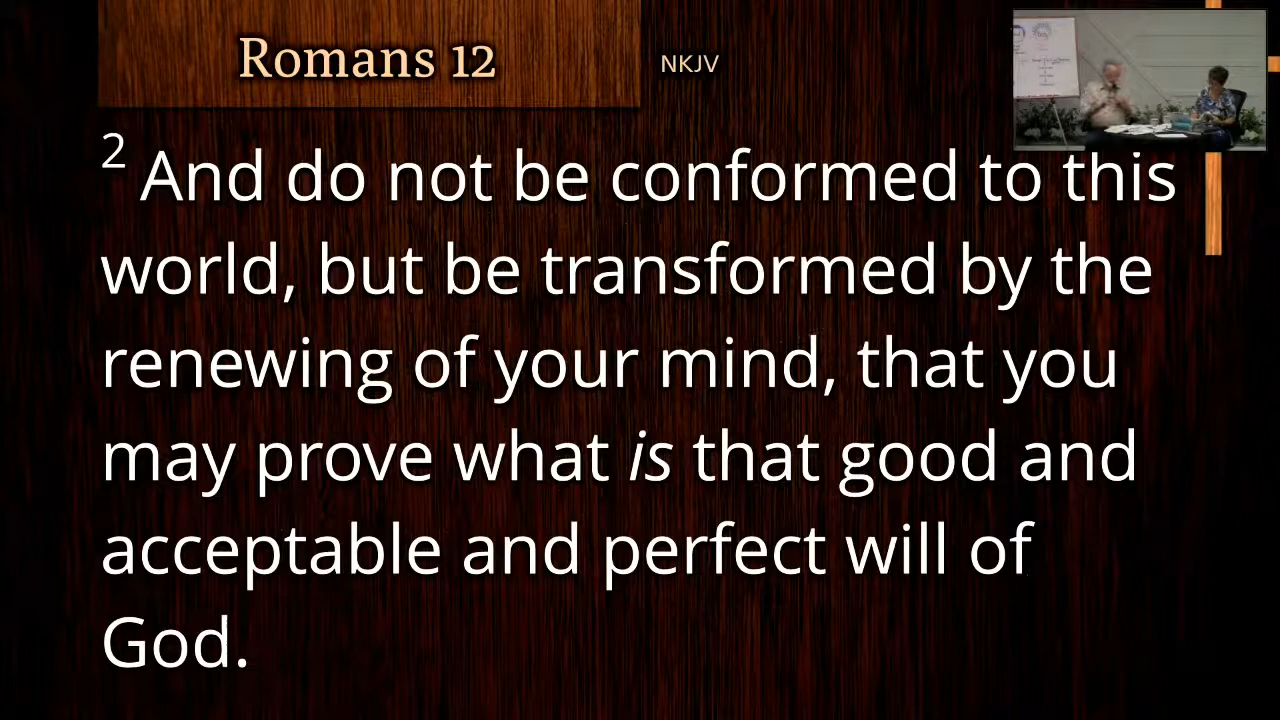 Romans 12
NKJV
2 And do not be conformed to this
world, but be transformed by the
renewing of your mind, that you
may prove what is that good and
acceptable and perfect will of
God.